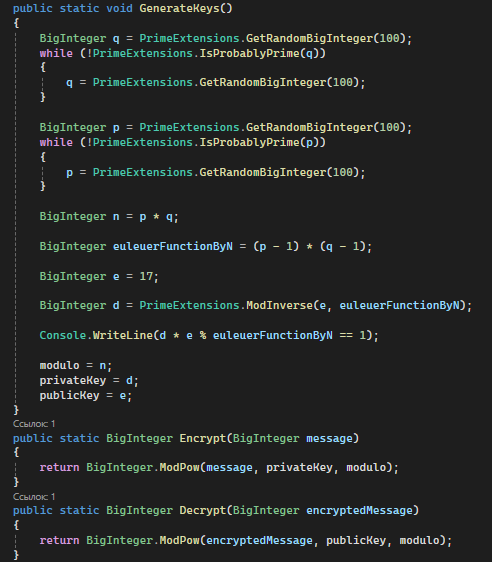 public static void GenerateKeys()
{
    BigInteger q = PrimeExtensions.GetRandomBigInteger(100);
    while (!PrimeExtensions.IsProbablyPrime(q))
    {
        q = PrimeExtensions.GetRandomBigInteger(100);
    }

    BigInteger p = PrimeExtensions.GetRandomBigInteger(100);
    while (!PrimeExtensions.IsProbablyPrime(p))
    {
        p = PrimeExtensions.GetRandomBigInteger(100);
    }

    BigInteger n = p * q;

    BigInteger euleuerFunctionByN = (p - 1) * (q - 1);

    BigInteger e = 17;

    BigInteger d = PrimeExtensions.ModInverse(e, euleuerFunctionByN);

    Console.WriteLine(d * e % euleuerFunctionByN == 1);

    modulo = n;
    privateKey = d;
    publicKey = e;
}
Ссылок: 1
public static BigInteger Encrypt(BigInteger message)
{
    return BigInteger.ModPow(message, privateKey, modulo);
}
Ссылок: 1
public static BigInteger Decrypt(BigInteger encryptedMessage)
{
    return BigInteger.ModPow(encryptedMessage, publicKey, modulo);
}